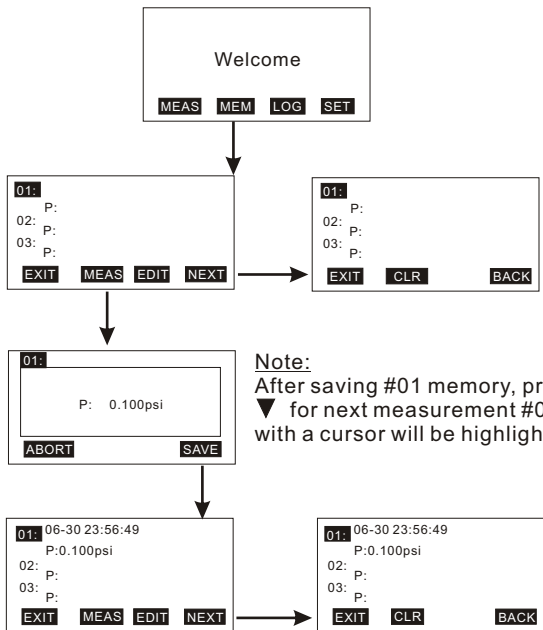 Welcome
MEAS MEM LOG SET
01:
P:
02:
P:
03:
P:
EXIT MEAS EDIT NEXT
01:
P:
02:
P:
03:
P:
EXIT CLR BACK
01:
P: 0.100psi
ABORT SAVE
Note:
After saving #01 memory, pr
▼ for next measurement #0
with a cursor will be highligh
01: 06-30 23:56:49
P:0.100psi
02:
P:
03:
P:
EXIT MEAS EDIT NEXT
01: 06-30 23:56:49
P:0.100psi
02:
P:
03:
P:
EXIT CLR BACK